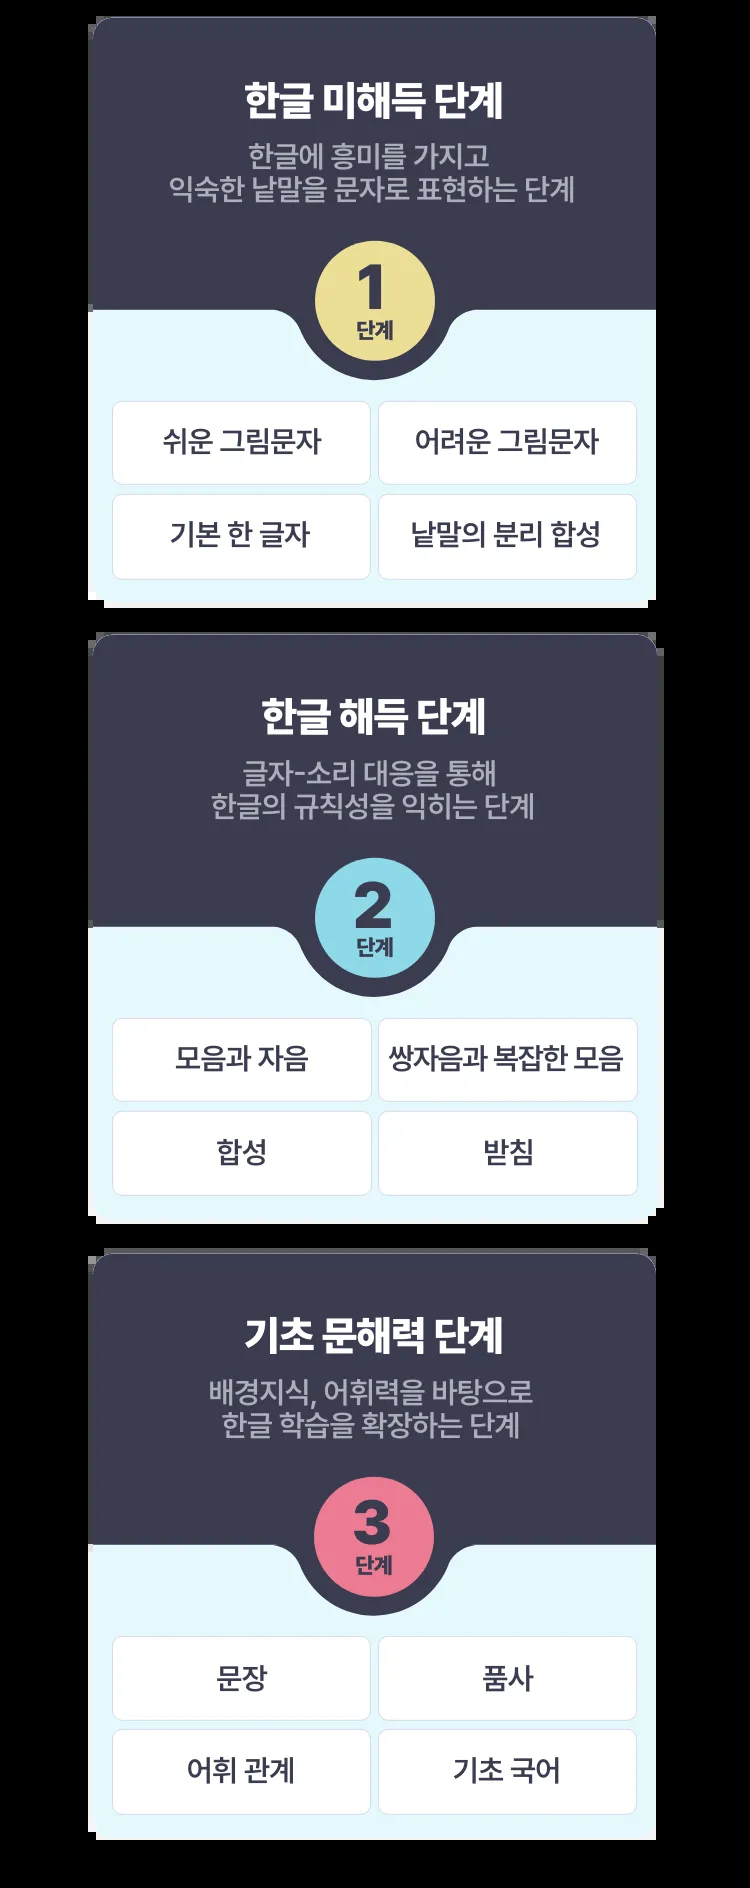 한글 미해득 단계
한글에 흥미를 가지고
익숙한 낱말을 문자로 표현하는 단계
1
단계
쉬운 그림문자
어려운 그림문자
기본 한 글자
낱말의 분리 합성
한글 해득 단계
글자-소리 대응을 통해
한글의 규칙성을 익히는 단계
2
단계
모음과 자음
쌍자음과 복잡한 모음
합성
받침
기초 문해력 단계
배경지식, 어휘력을 바탕으로
한글 학습을 확장하는 단계
3
단계
문장
품사
어휘 관계
기초 국어